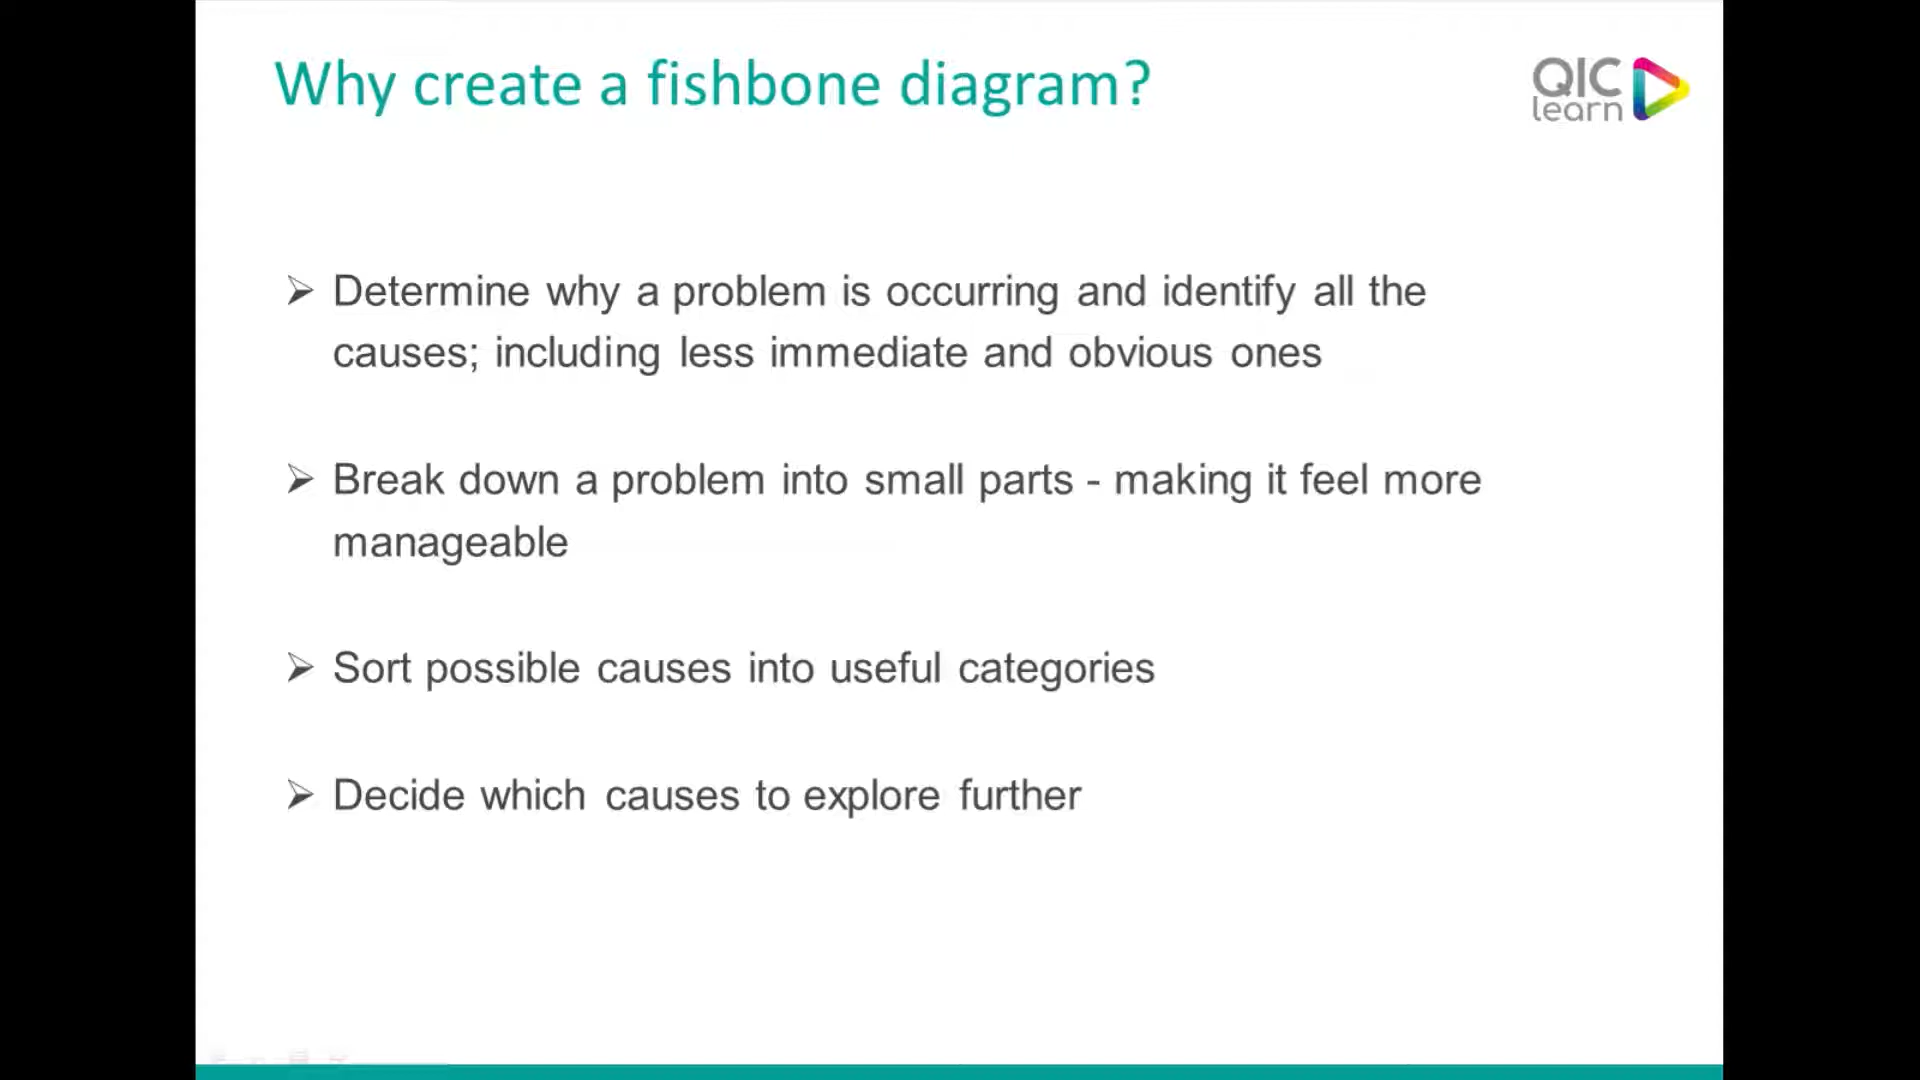 Why create a fishbone diagram?
QIC
learn
➢ Determine why a problem is occurring and identify all the
causes; including less immediate and obvious ones
➢ Break down a problem into small parts - making it feel more
manageable
➢ Sort possible causes into useful categories
➢ Decide which causes to explore further